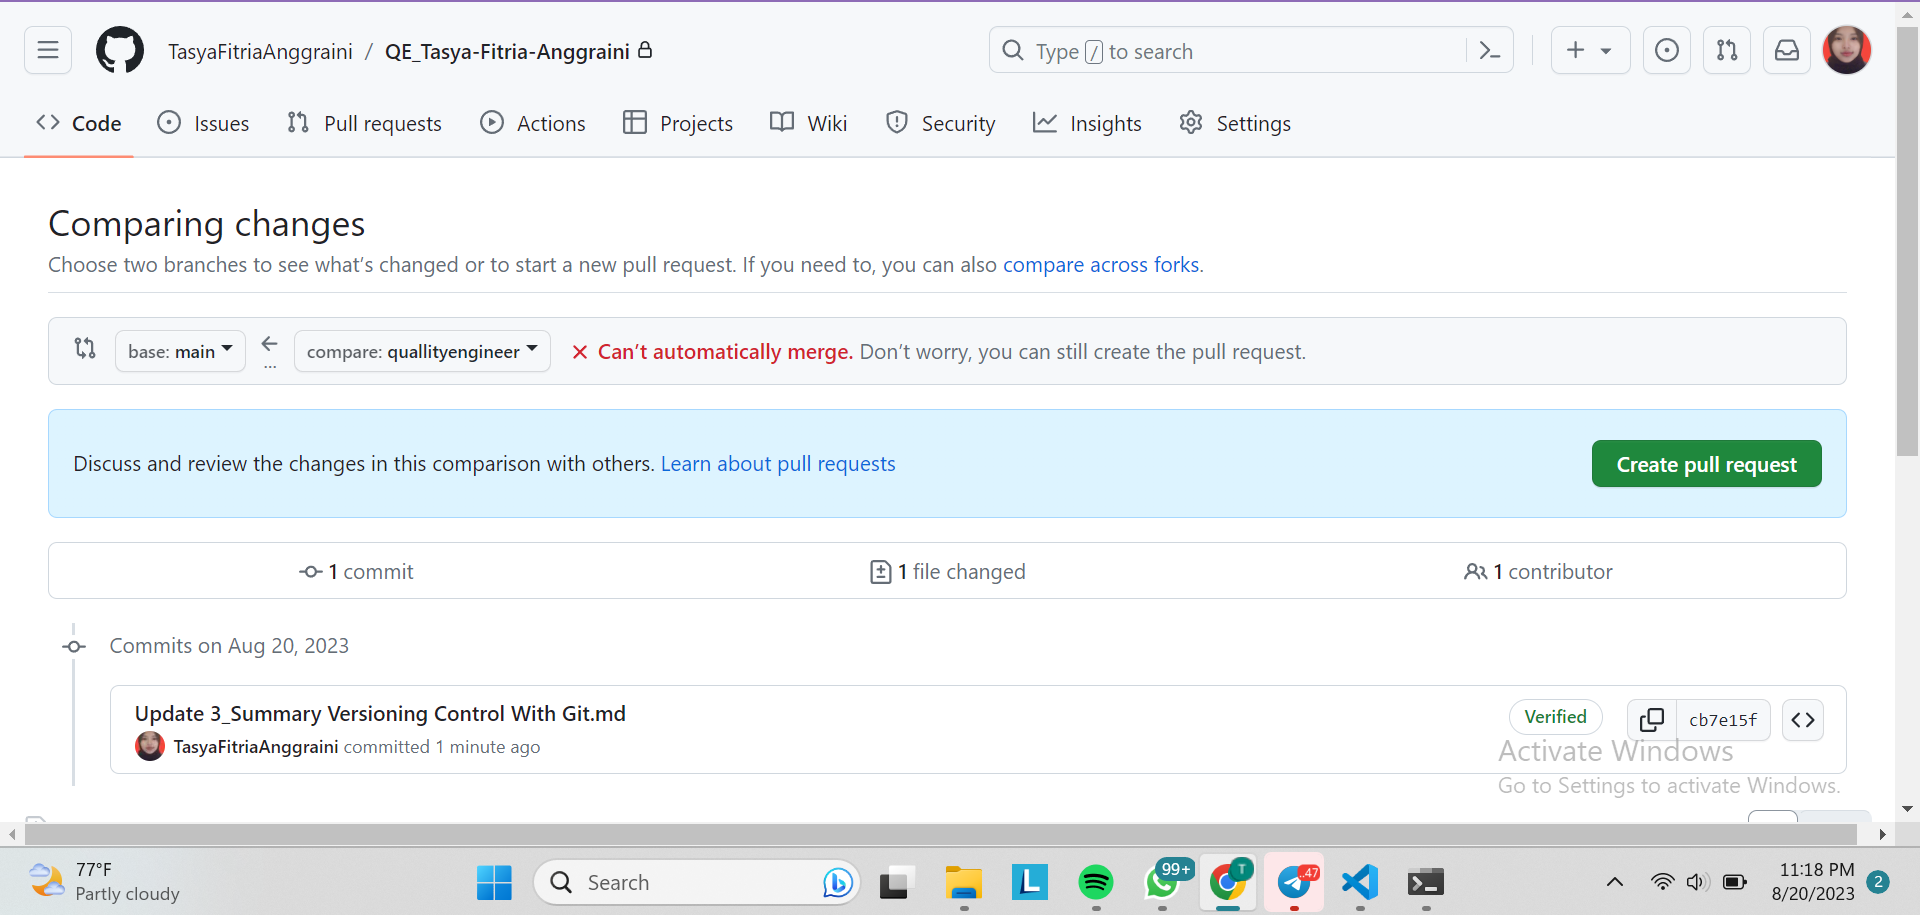 TasyaFitriaAnggraini / QE_Tasya-Fitria-Anggraini
Type / to search
Code Issues Pull requests Actions Projects Wiki Security Insights Settings
Comparing changes
Choose two branches to see what's changed or to start a new pull request. If you need to, you can also compare across forks.
base: main ... compare: quallityengineer Can't automatically merge. Don't worry, you can still create the pull request.
Discuss and review the changes in this comparison with others. Learn about pull requests
Create pull request
1 commit 1 file changed 1 contributor
Commits on Aug 20, 2023
Update 3_Summary Versioning Control With Git.md
TasyaFitriaAnggraini committed 1 minute ago
Verified cb7e15f
Activate Windows
Go to Settings to activate Windows.
77°F
Partly cloudy
Search
L
99+
T
..47
11:18 PM
8/20/2023
2